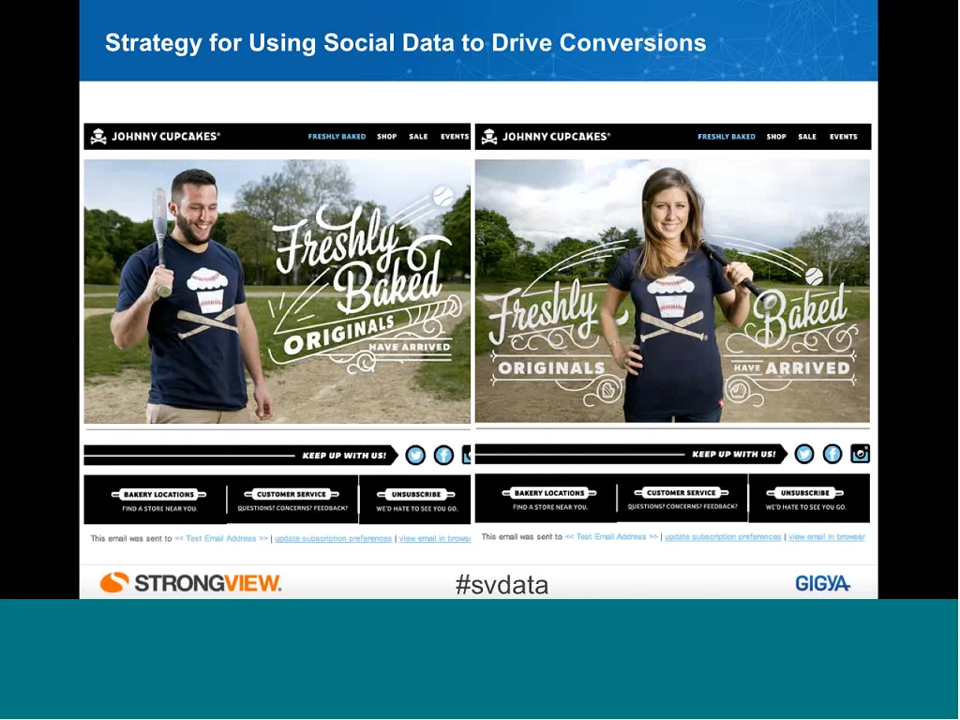 Strategy for Using Social Data to Drive Conversions
JOHNNY CUPCAKES®
FRESHLY BAKED SHOP SALE EVENTS
Freshly
Baked
ORIGINALS
HAVE ARRIVED
KEEP UP WITH US!
BAKERY LOCATIONS
FIND A STORE NEAR YOU.
CUSTOMER SERVICE
QUESTIONS? CONCERNS? FEEDBACK?
UNSUBSCRIBE
WE'D HATE TO SEE YOU GO.
This email was sent to << Test Email Address >> | update subscription preferences | view email in browse
JOHNNY CUPCAKES®
FRESHLY BAKED SHOP SALE EVENTS
Freshly Baked
ORIGINALS HAVE ARRIVED
KEEP UP WITH US!
BAKERY LOCATIONS
FIND A STORE NEAR YOU.
CUSTOMER SERVICE
QUESTIONS? CONCERNS? FEEDBACK?
UNSUBSCRIBE
WE'D HATE TO SEE YOU GO.
This email was sent to << Test Email Address >> | update subscription preferences | view email in browser
STRONGVIEW.
#svdata
GIGYA